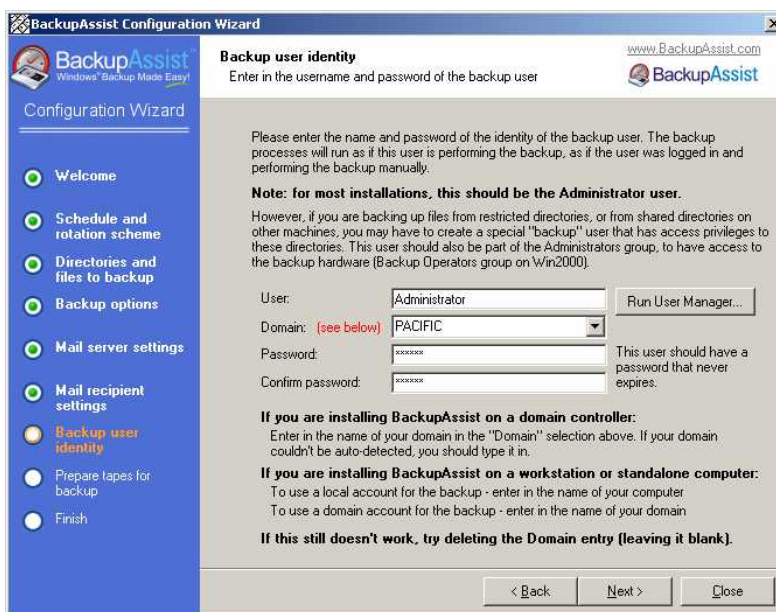 BackupAssist Configuration Wizard
BackupAssist™
Windows® Backup Made Easy!
Configuration Wizard
Welcome
Schedule and
rotation scheme
Directories and
files to backup
Backup options
Mail server settings
Mail recipient
settings
Backup user
identity
Prepare tapes for
backup
Finish
Backup user identity
Enter in the username and password of the backup user
www.BackupAssist.com
BackupAssist
Please enter the name and password of the identity of the backup user. The backup
processes will run as if this user is performing the backup, as if the user was logged in and
performing the backup manually.
Note: for most installations, this should be the Administrator user.
However, if you are backing up files from restricted directories, or from shared directories on
other machines, you may have to create a special "backup" user that has access privileges to
these directories. This user should also be part of the Administrators group, to have access to
the backup hardware (Backup Operators group on Win2000).
User: Administrator Run User Manager...
Domain: (see below) PACIFIC
Password: xxxxxx
Confirm password: xxxxxx
This user should have a
password that never
expires.
If you are installing BackupAssist on a domain controller:
Enter in the name of your domain in the "Domain" selection above. If your domain
couldn't be auto-detected, you should type it in.
If you are installing BackupAssist on a workstation or standalone computer:
To use a local account for the backup - enter in the name of your computer
To use a domain account for the backup - enter in the name of your domain
If this still doesn't work, try deleting the Domain entry (leaving it blank).
< Back Next > Close